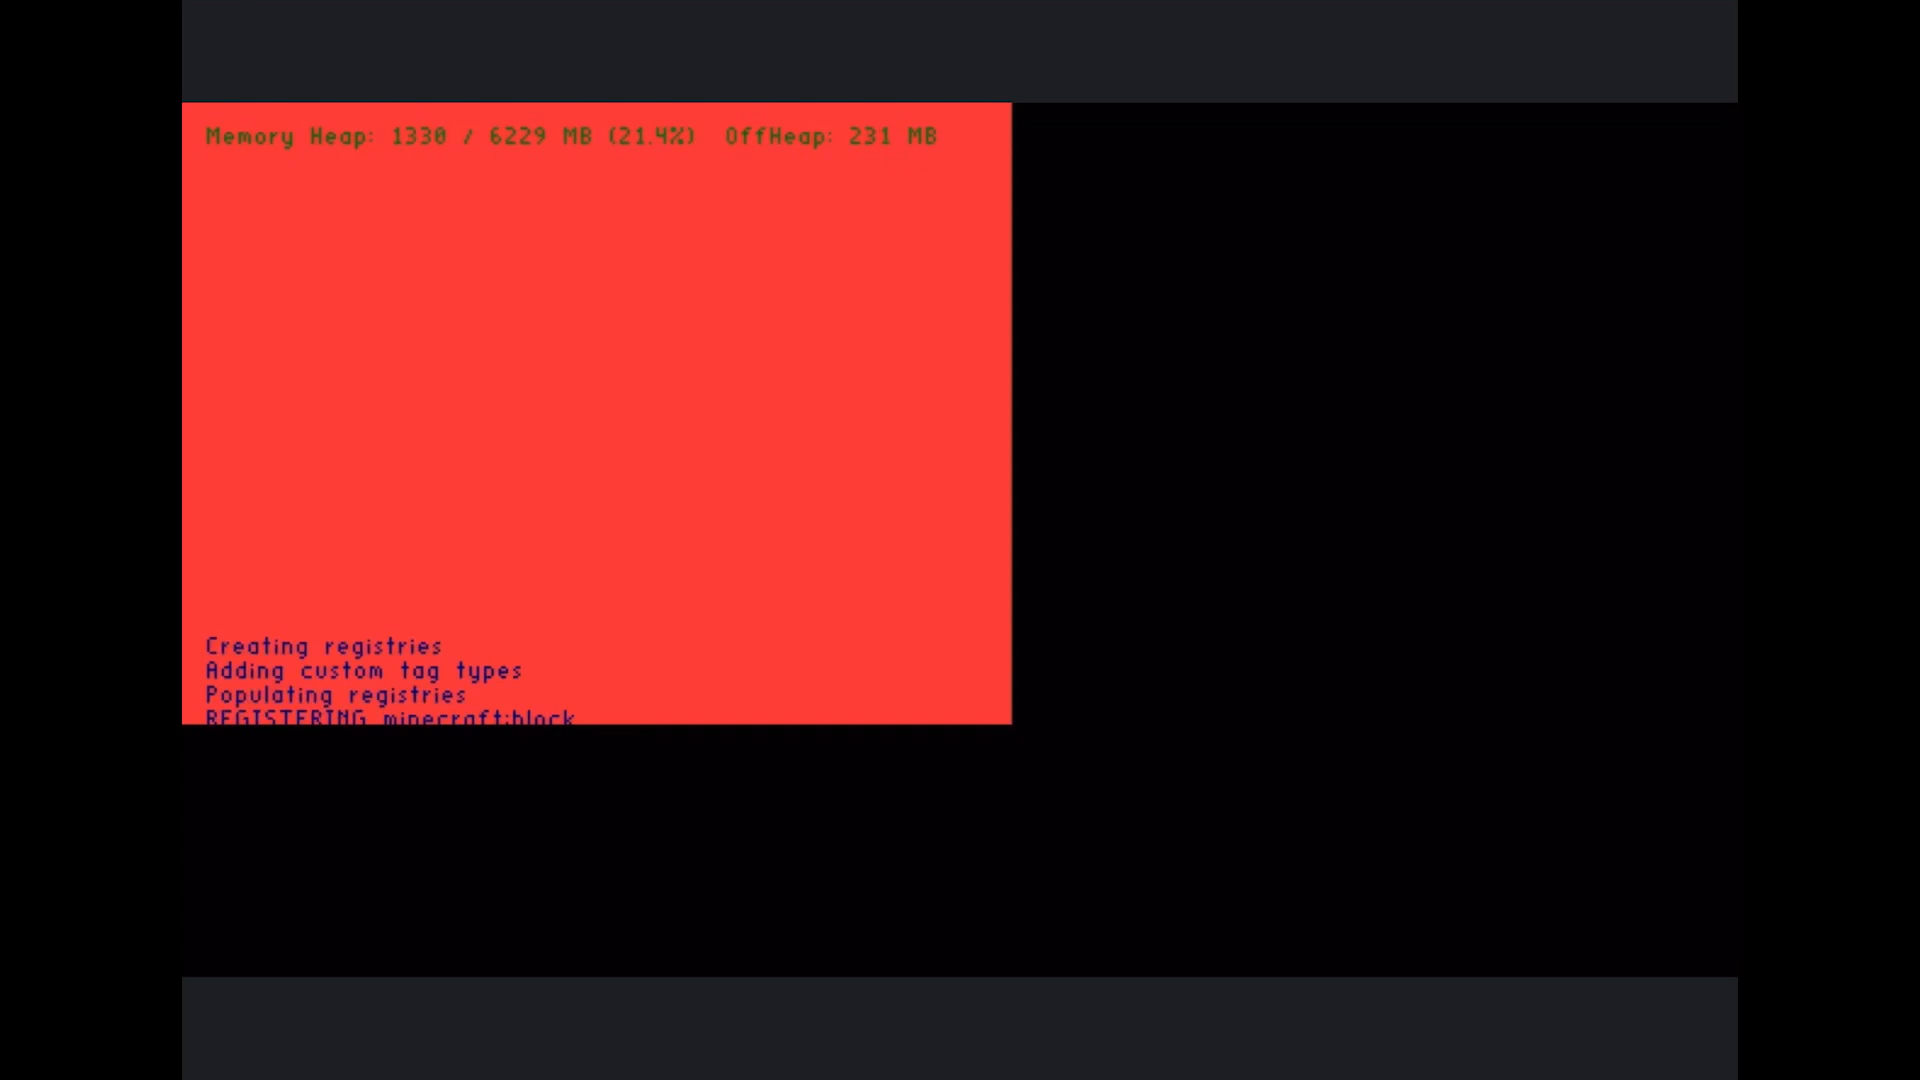 Memory Heap: 1330 / 6229 MB (21.4%)  OffHeap: 231 MB
Creating registries
Adding custom tag types
Populating registries
REGISTERING minecraft:block